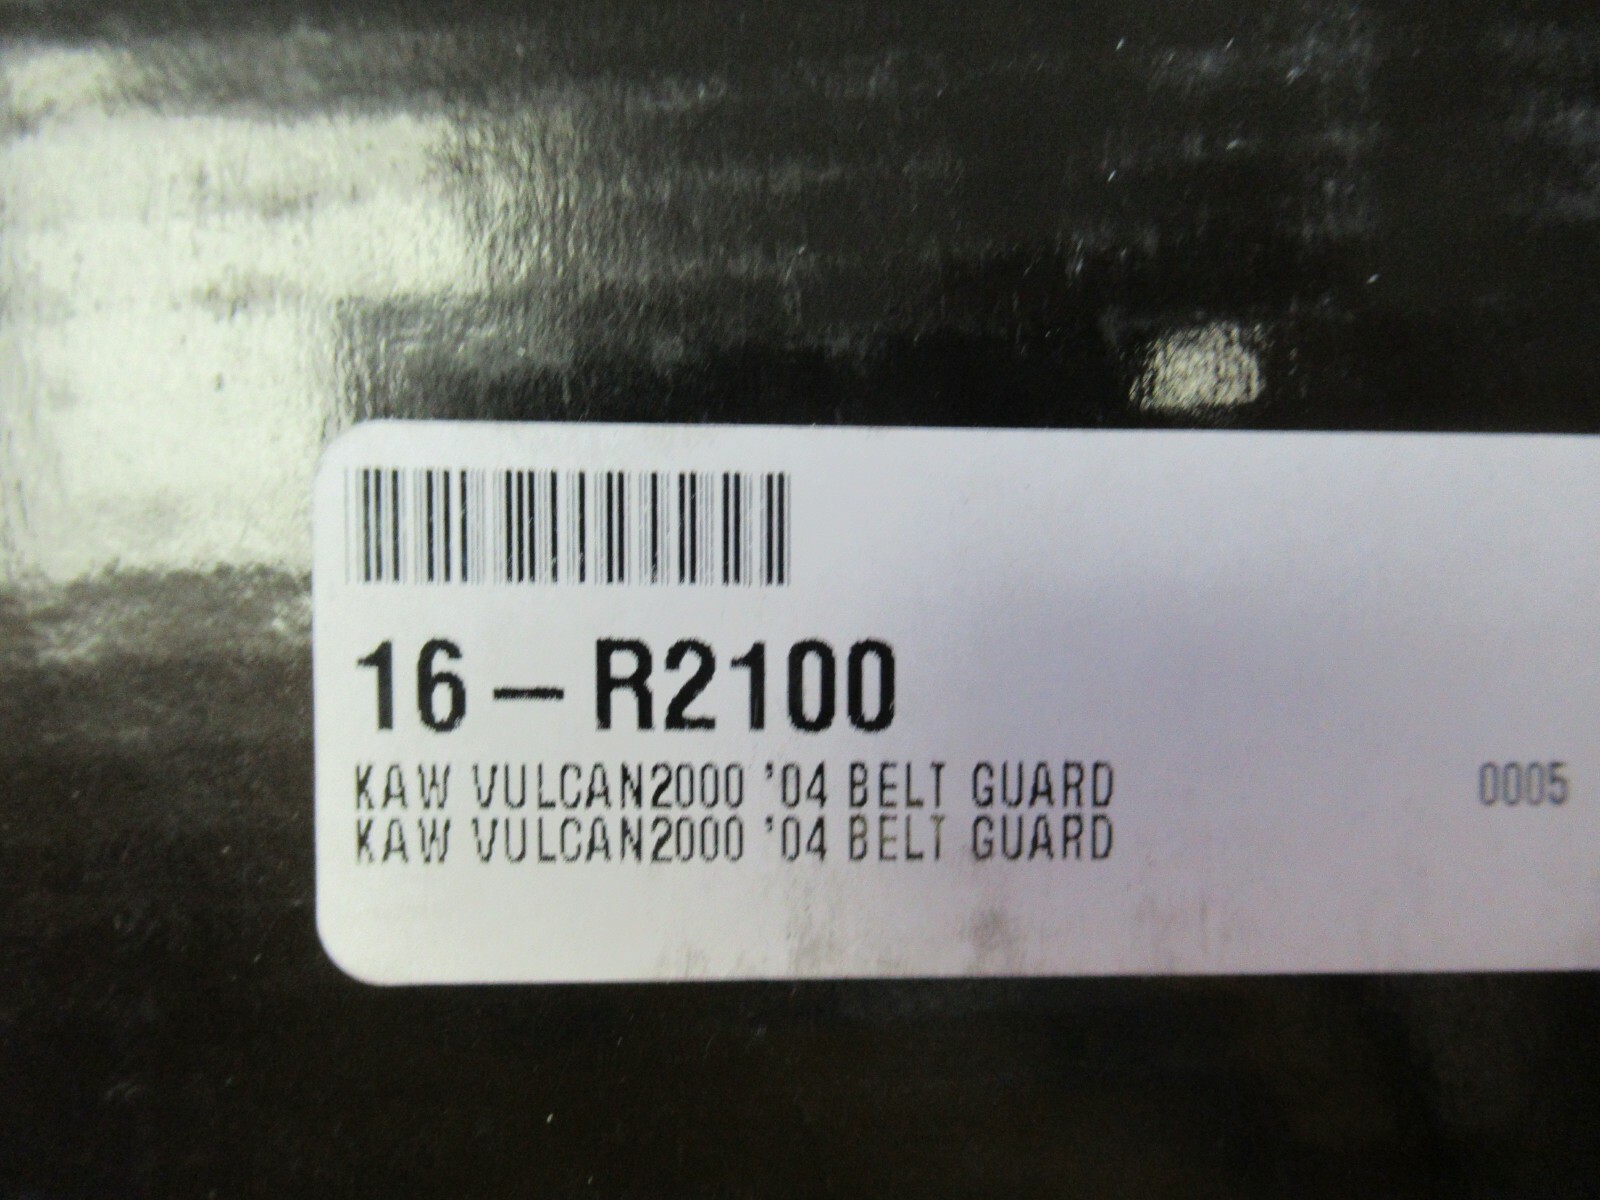 16-R2100
KAW VULCAN2000 '04 BELT GUARD 0005
KAW VULCAN2000 '04 BELT GUARD